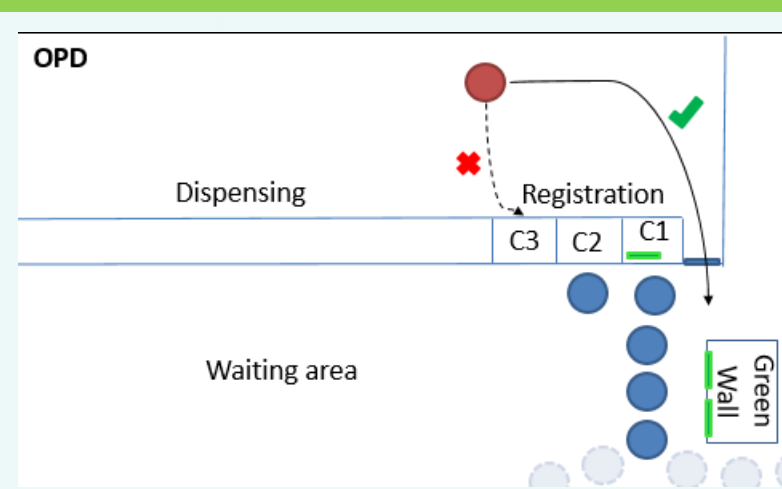 OPD
Dispensing
Registration
C3
C2
C1
Waiting area
Green
Wall